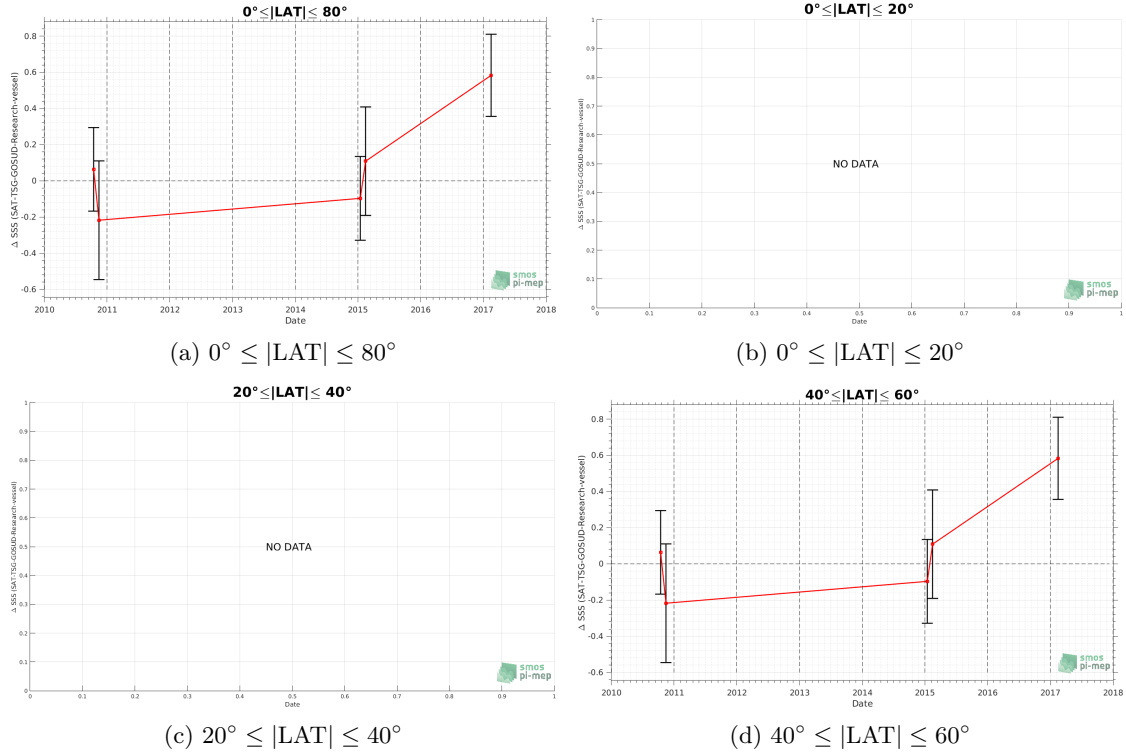 0°≤|LAT|≤ 80°
Δ SSS (SAT-TSG-GOSUD-Research-vessel)
0.8
0.6
0.4
0.2
0
-0.2
-0.4
-0.6
2010 2011 2012 2013 2014 2015 2016 2017 2018
Date
smos
pi-mep
(a) 0° ≤ |LAT| ≤ 80°
0°≤|LAT|≤ 20°
Δ SSS (SAT-TSG-GOSUD-Research-vessel)
1
0.9
0.8
0.7
0.6
0.5
0.4
0.3
0.2
0.1
0
NO DATA
0 0.1 0.2 0.3 0.4 0.5 0.6 0.7 0.8 0.9 1
Date
smos
pi-mep
(b) 0° ≤ |LAT| ≤ 20°
20°≤|LAT|≤ 40°
Δ SSS (SAT-TSG-GOSUD-Research-vessel)
1
0.9
0.8
0.7
0.6
0.5
0.4
0.3
0.2
0.1
0
NO DATA
0 0.1 0.2 0.3 0.4 0.5 0.6 0.7 0.8 0.9 1
Date
smos
pi-mep
(c) 20° ≤ |LAT| ≤ 40°
40°≤|LAT|≤ 60°
Δ SSS (SAT-TSG-GOSUD-Research-vessel)
0.8
0.6
0.4
0.2
0
-0.2
-0.4
-0.6
2010 2011 2012 2013 2014 2015 2016 2017 2018
Date
smos
pi-mep
(d) 40° ≤ |LAT| ≤ 60°